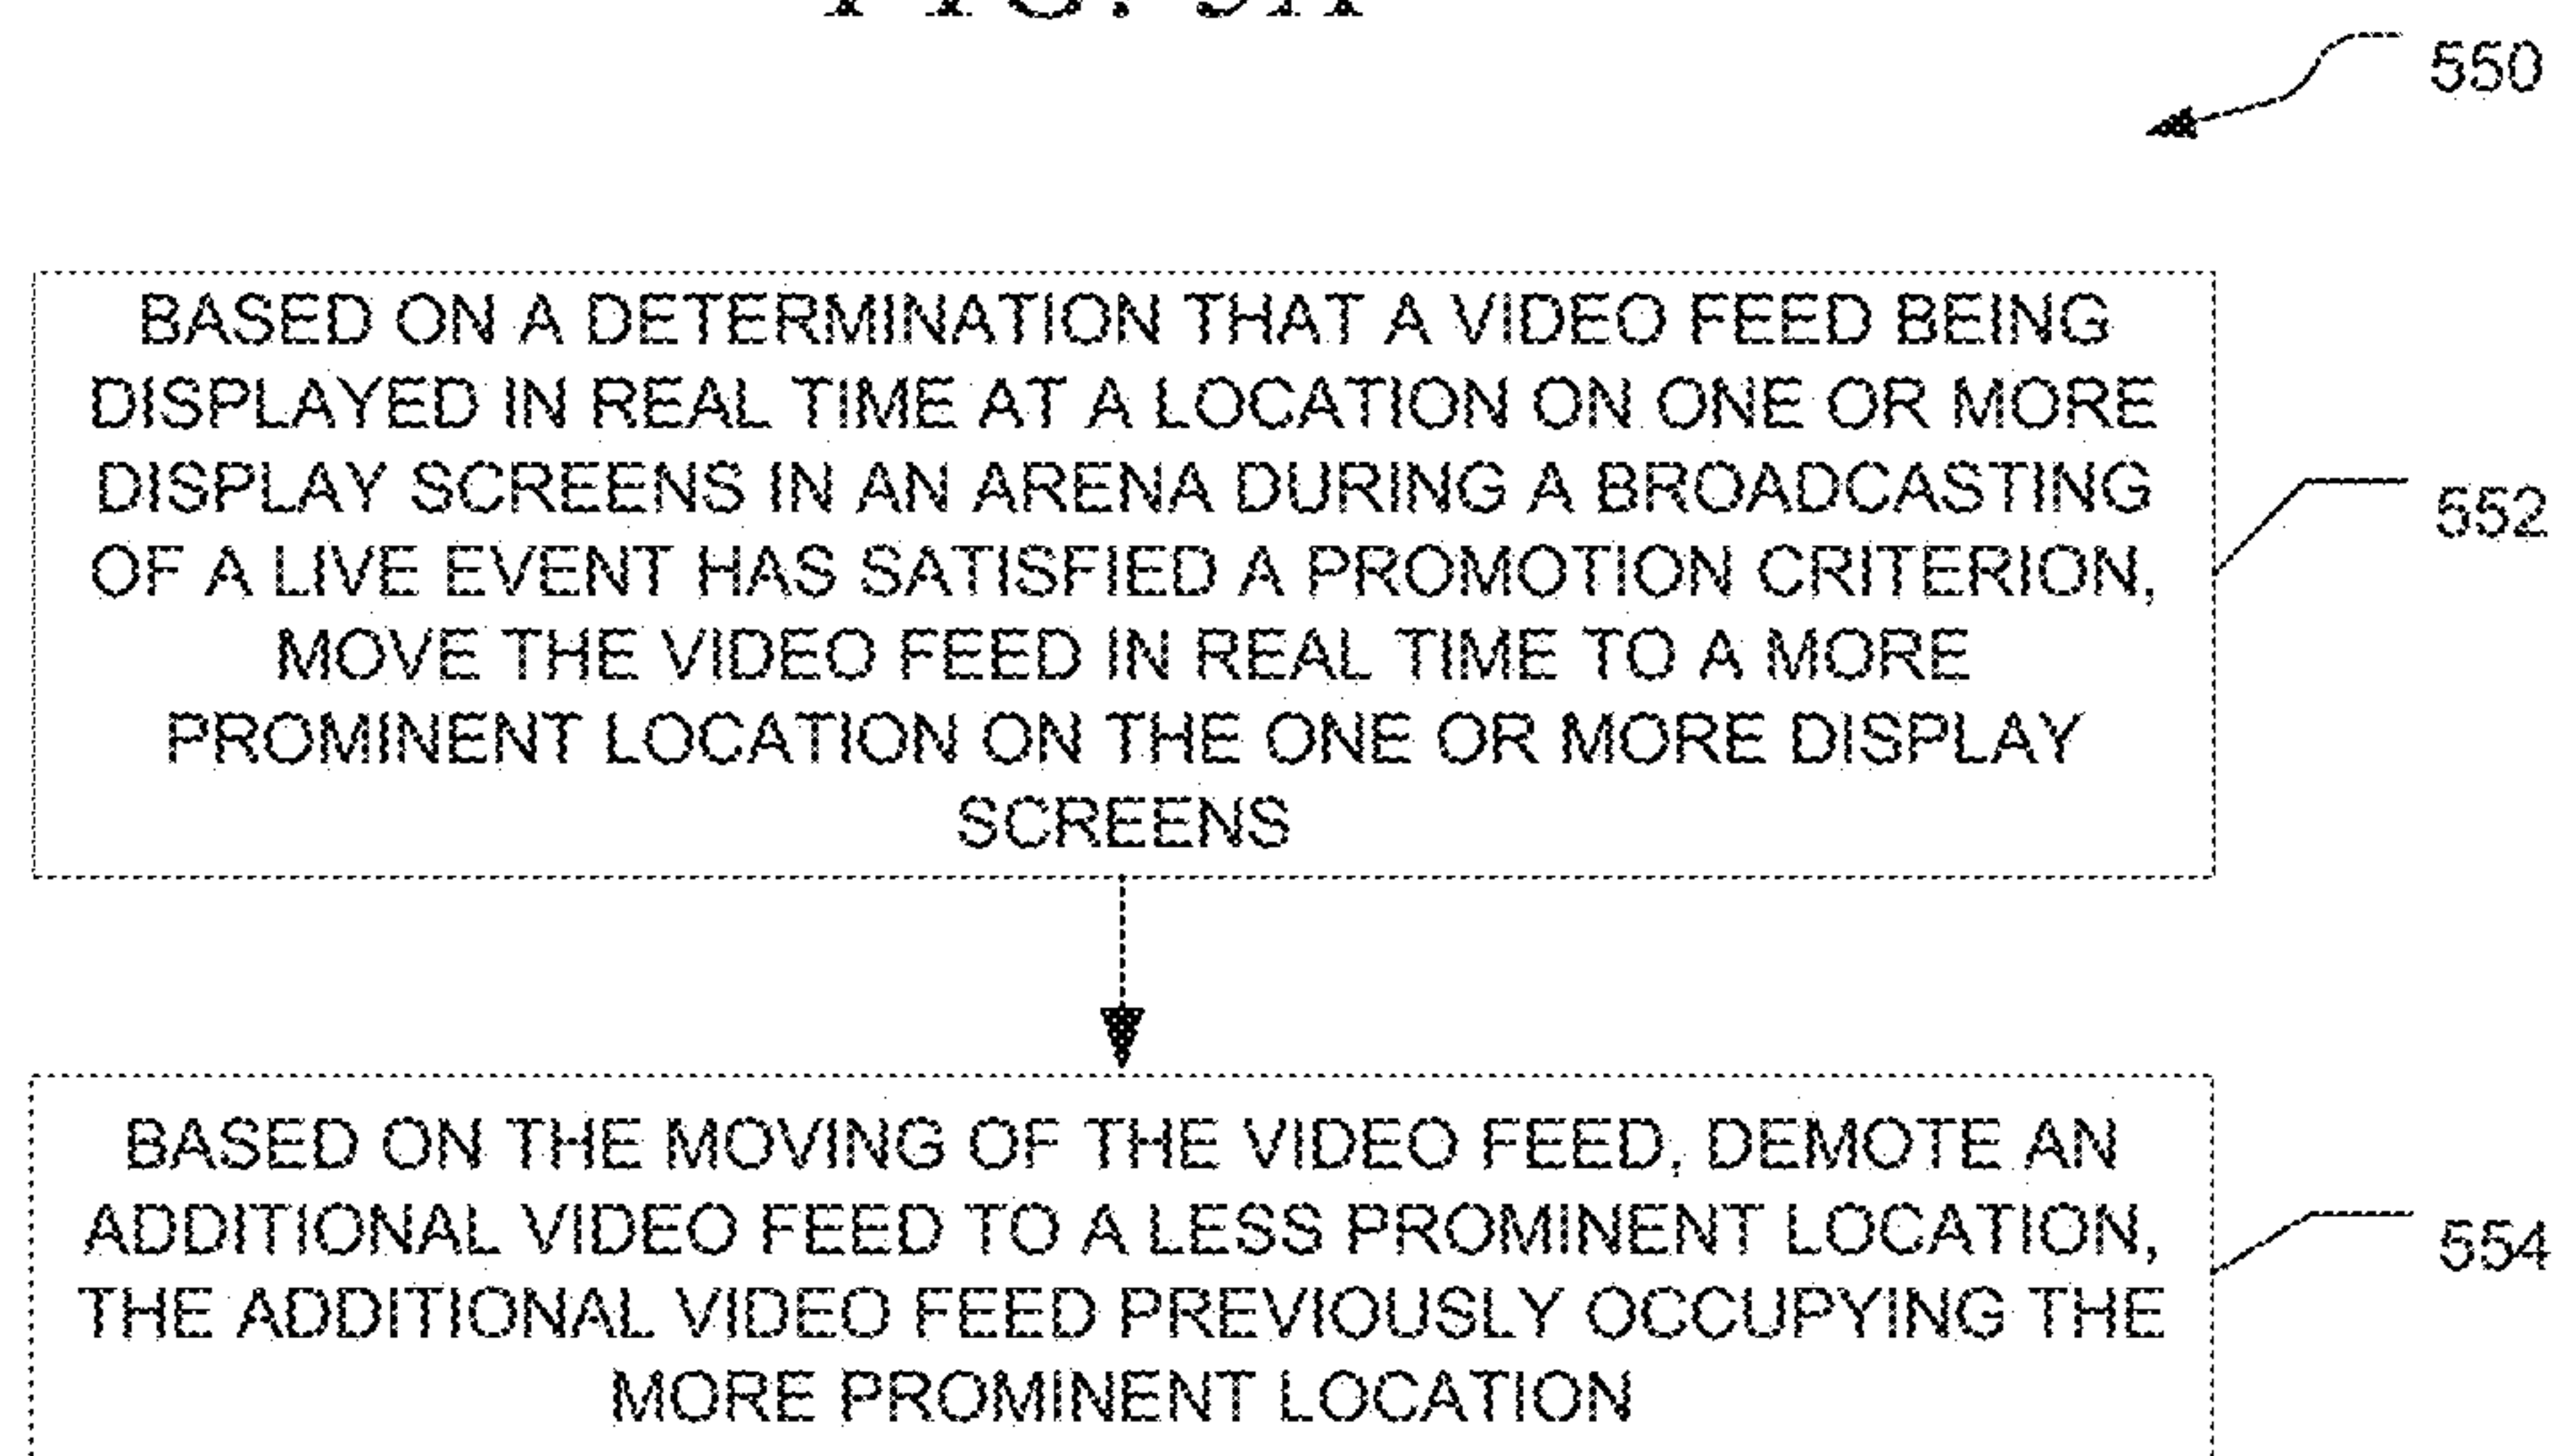 550
BASED ON A DETERMINATION THAT A VIDEO FEED BEING
DISPLAYED IN REAL TIME AT A LOCATION ON ONE OR MORE
DISPLAY SCREENS IN AN ARENA DURING A BROADCASTING
OF A LIVE EVENT HAS SATISFIED A PROMOTION CRITERION,
MOVE THE VIDEO FEED IN REAL TIME TO A MORE
PROMINENT LOCATION ON THE ONE OR MORE DISPLAY
SCREENS
552
BASED ON THE MOVING OF THE VIDEO FEED, DEMOTE AN
ADDITIONAL VIDEO FEED TO A LESS PROMINENT LOCATION,
THE ADDITIONAL VIDEO FEED PREVIOUSLY OCCUPYING THE
MORE PROMINENT LOCATION
554